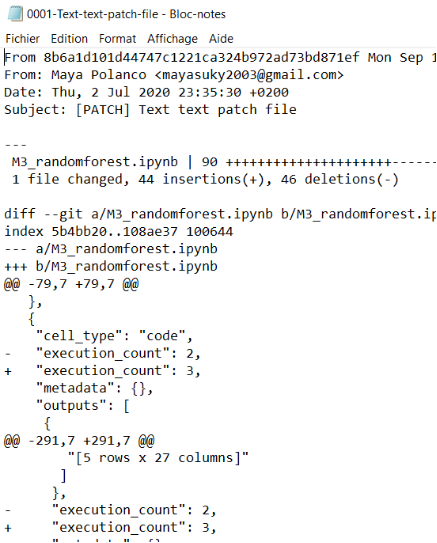 0001-Text-text-patch-file - Bloc-notes
Fichier Edition Format Affichage Aide
From 8b6a1d101d44747c1221ca324b972ad73bd871ef Mon Sep 1
From: Maya Polanco <mayasuky2003@gmail.com>
Date: Thu, 2 Jul 2020 23:35:30 +0200
Subject: [PATCH] Text text patch file

---
 M3_randomforest.ipynb | 90 +++++++++++++++++++++------
 1 file changed, 44 insertions(+), 46 deletions(-)

diff --git a/M3_randomforest.ipynb b/M3_randomforest.ip
index 5b4bb20..108ae37 100644
--- a/M3_randomforest.ipynb
+++ b/M3_randomforest.ipynb
@@ -79,7 +79,7 @@
   },
   {
    "cell_type": "code",
-   "execution_count": 2,
+   "execution_count": 3,
    "metadata": {},
    "outputs": [
     {
@@ -291,7 +291,7 @@
       "[5 rows x 27 columns]"
      ]
     },
-     "execution_count": 2,
+     "execution_count": 3,